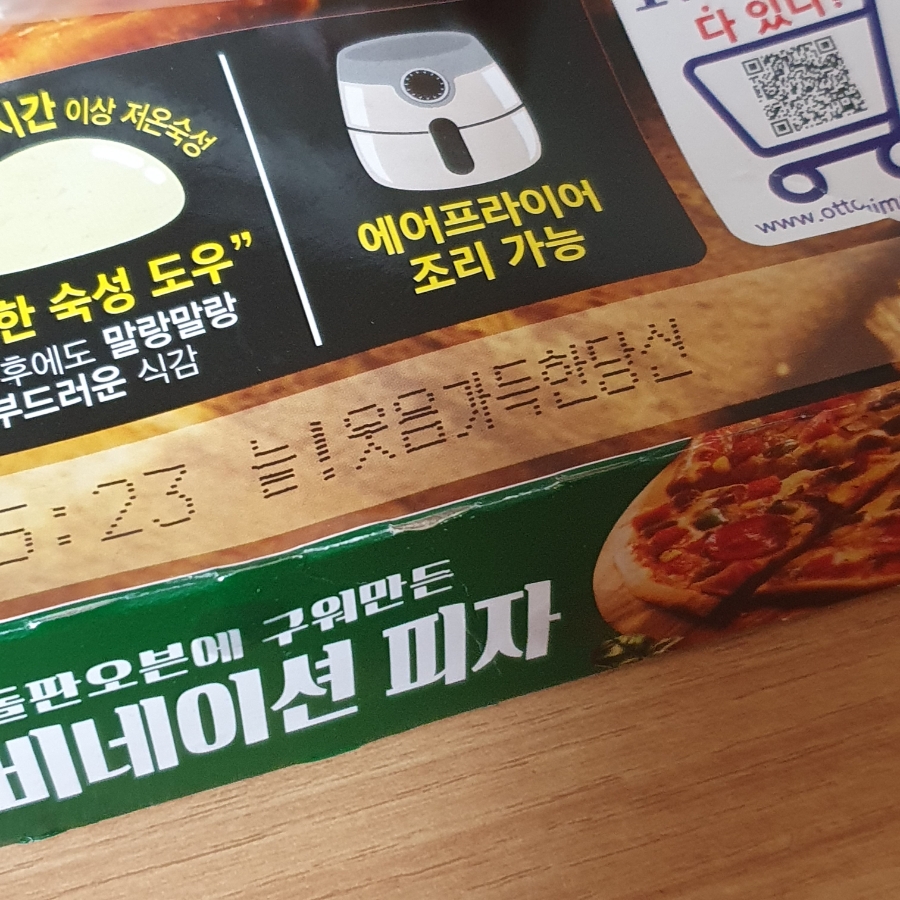 다 있다!
www.otto
시간 이상 저온숙성
한 숙성 도우”
후에도 말랑말랑
부드러운 식감
에어프라이어
조리 가능
5:23 늘!웃음가득한당신
돌판오븐에 구워만든
비네이션 피자